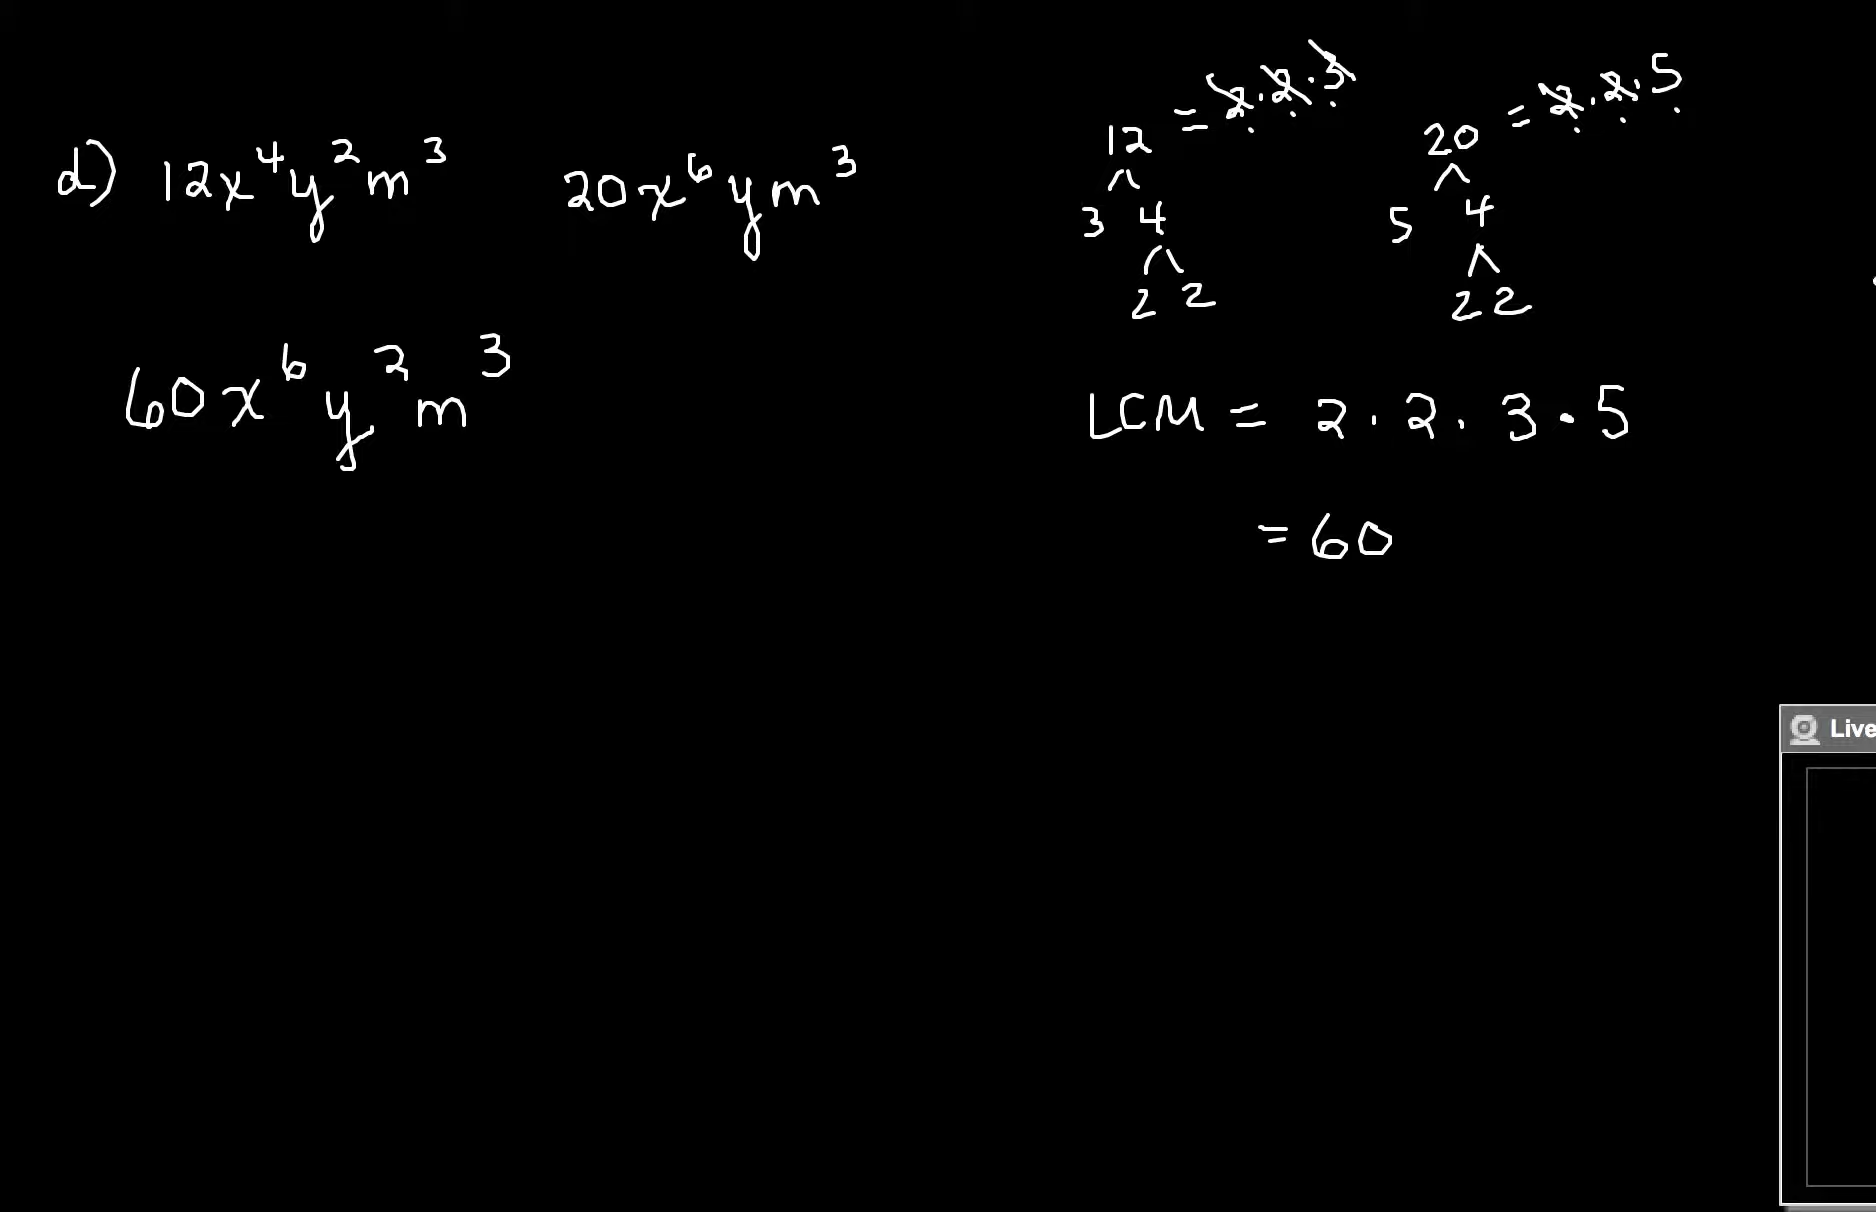 d) 12x⁴y²m³ 20x⁶ym³
60x⁶y²m³
12 = 2·2·3
3 4
2 2
20 = 2·2·5
5 4
2 2
LCM = 2·2·3·5
= 60
Live